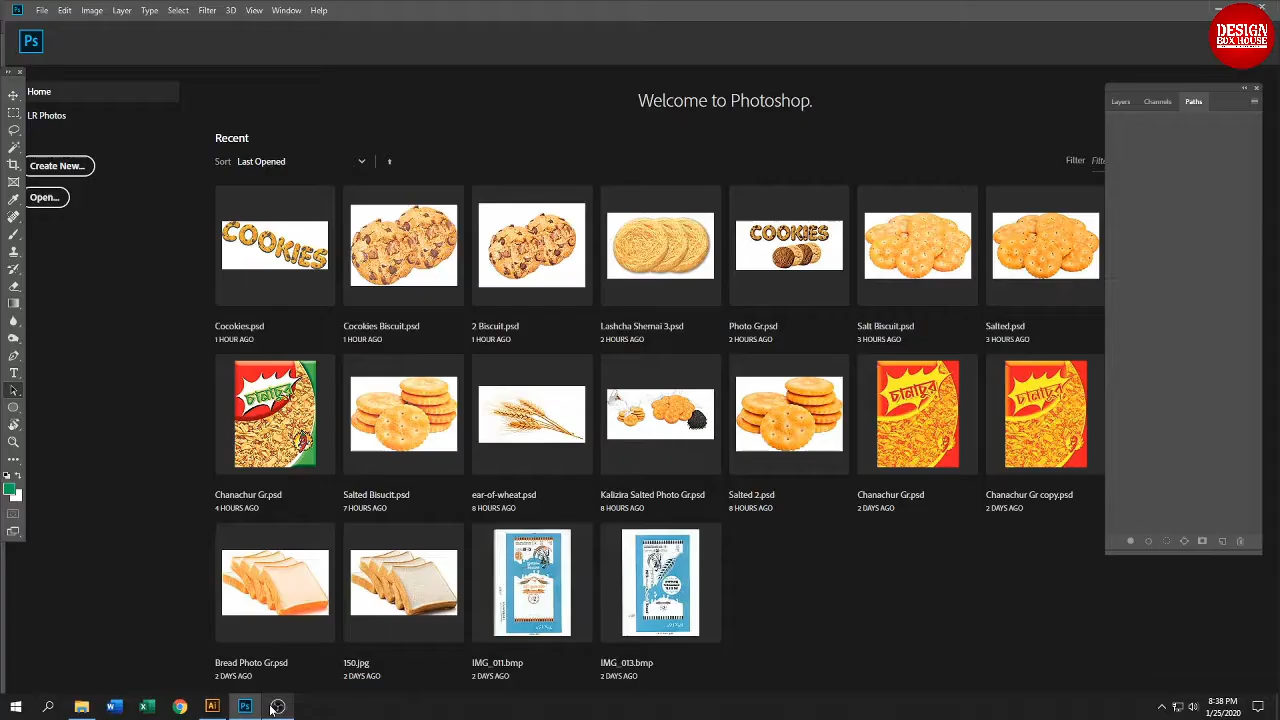 Ps File Edit Image Layer Type Select Filter 3D View Window Help
Ps
DESIGN
BOX HOUSE
Home
LR Photos
Create New...
Open...
Welcome to Photoshop.
Layers Channels Paths
Recent
Sort Last Opened
Filter
COOKIES
COOKIES
Cocokies.psd
1 HOUR AGO
Cocokies Biscuit.psd
1 HOUR AGO
2 Biscuit.psd
1 HOUR AGO
Lashcha Shemai 3.psd
2 HOURS AGO
Photo Gr.psd
2 HOURS AGO
Salt Biscuit.psd
3 HOURS AGO
Salted.psd
3 HOURS AGO
চানাচুর
চানাচুর
চানাচুর
Chanachur Gr.psd
4 HOURS AGO
Salted Bisucit.psd
7 HOURS AGO
ear-of-wheat.psd
8 HOURS AGO
Kalizira Salted Photo Gr.psd
8 HOURS AGO
Salted 2.psd
8 HOURS AGO
Chanachur Gr.psd
2 DAYS AGO
Chanachur Gr copy.psd
2 DAYS AGO
Bread Photo Gr.psd
2 DAYS AGO
150.jpg
2 DAYS AGO
IMG_011.bmp
2 DAYS AGO
IMG_013.bmp
2 DAYS AGO
Ai
Ps
8:38 PM
1/25/2020